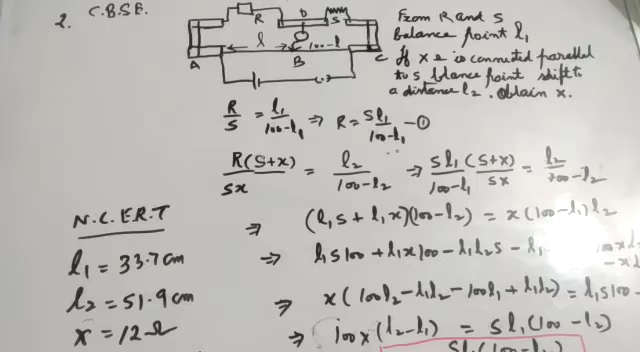 2. C.B.S.E.
R D S
l 100-l
A B C
From R and S
balance point l₁
If x Ω is connected parallel
to S blance point shift to
a distance l₂. Obtain x.
R/S = l₁/(100-l₁) ⇒ R = Sl₁/(100-l₁) —①
R(S+x)/Sx = l₂/(100-l₂) ⇒ Sl₁/(100-l₁) (S+x)/Sx = l₂/(100-l₂)
N.C.E.R.T
⇒ (l₁S + l₁x)(100-l₂) = x(100-l₁)l₂
l₁ = 33.7 cm
⇒ l₁S100 + l₁x100 - l₁l₂S - l₁
l₂ = 51.9 cm
⇒ x(100l₂ - l₁l₂ - 100l₁ + l₁l₂) = l₁S100 -
x = 12 Ω
⇒ 100x(l₂-l₁) = Sl₁(100-l₂)